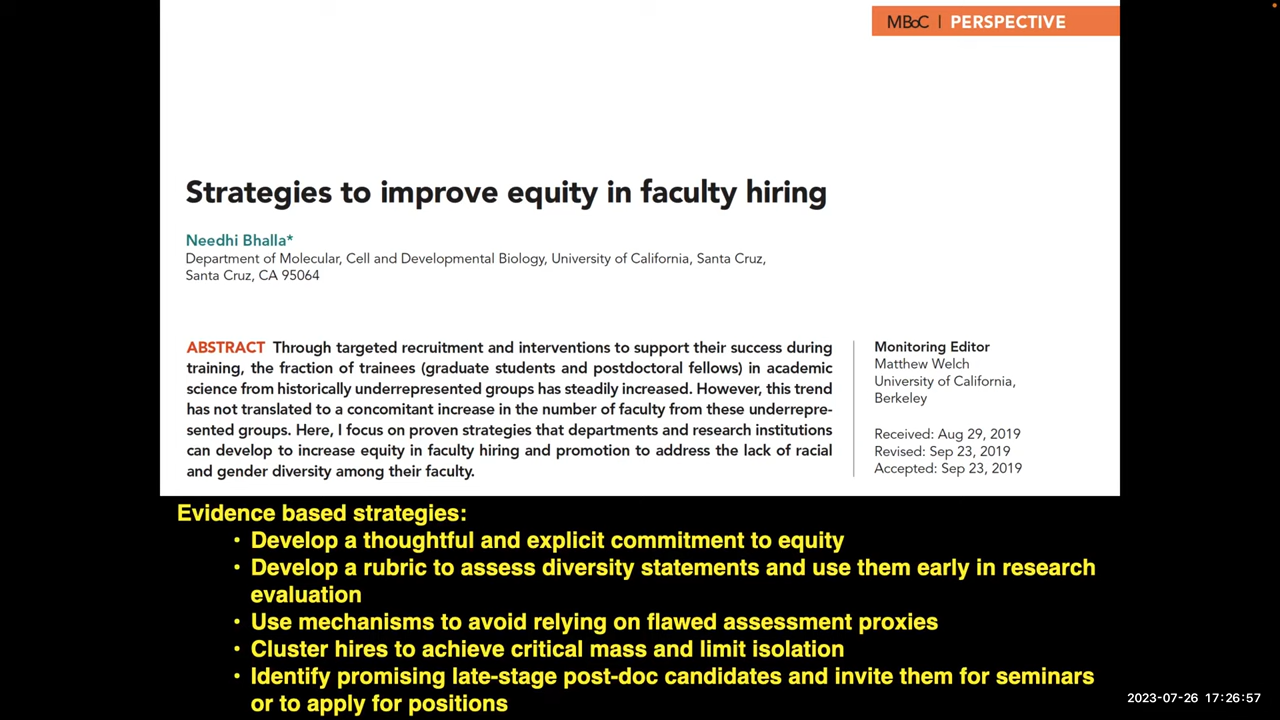 MBoC | PERSPECTIVE
Strategies to improve equity in faculty hiring
Needhi Bhalla*
Department of Molecular, Cell and Developmental Biology, University of California, Santa Cruz,
Santa Cruz, CA 95064
ABSTRACT Through targeted recruitment and interventions to support their success during
training, the fraction of trainees (graduate students and postdoctoral fellows) in academic
science from historically underrepresented groups has steadily increased. However, this trend
has not translated to a concomitant increase in the number of faculty from these underrepre-
sented groups. Here, I focus on proven strategies that departments and research institutions
can develop to increase equity in faculty hiring and promotion to address the lack of racial
and gender diversity among their faculty.
Monitoring Editor
Matthew Welch
University of California,
Berkeley
Received: Aug 29, 2019
Revised: Sep 23, 2019
Accepted: Sep 23, 2019
Evidence based strategies:
• Develop a thoughtful and explicit commitment to equity
• Develop a rubric to assess diversity statements and use them early in research
evaluation
• Use mechanisms to avoid relying on flawed assessment proxies
• Cluster hires to achieve critical mass and limit isolation
• Identify promising late-stage post-doc candidates and invite them for seminars
or to apply for positions
2023-07-26 17:26:57